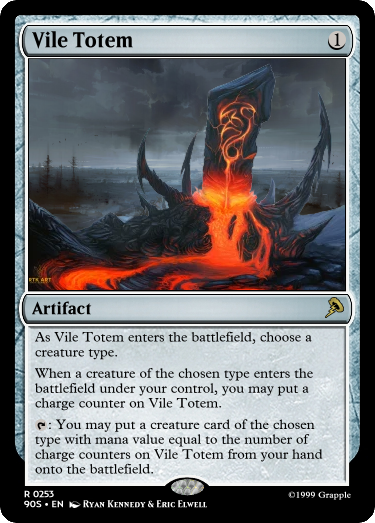 Vile Totem 1
RTK ART
Artifact
As Vile Totem enters the battlefield, choose a
creature type.
When a creature of the chosen type enters the
battlefield under your control, you may put a
charge counter on Vile Totem.
: You may put a creature card of the chosen
type with mana value equal to the number of
charge counters on Vile Totem from your hand
onto the battlefield.
R 0253
90S • EN Ryan Kennedy & Eric Elwell
©1999 Grapple